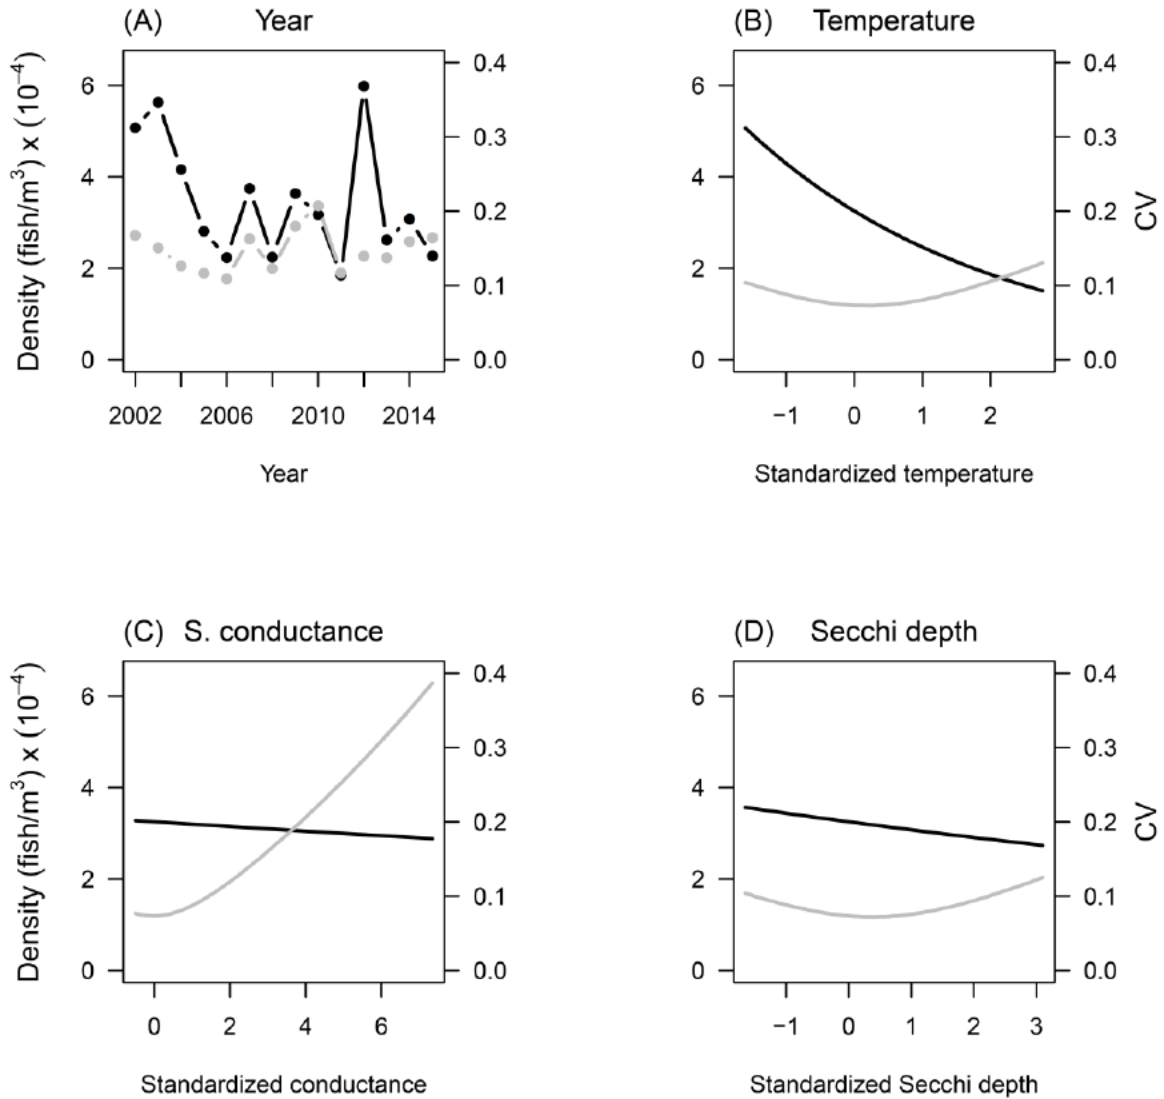 (A) Year
Density (fish/m³) x (10⁻⁴)
6
4
2
0
0.4
0.3
0.2
0.1
0.0
2002 2006 2010 2014
Year
(B) Temperature
6
4
2
0
0.4
0.3
0.2
0.1
0.0
CV
−1 0 1 2
Standardized temperature
(C) S. conductance
Density (fish/m³) x (10⁻⁴)
6
4
2
0
0.4
0.3
0.2
0.1
0.0
0 2 4 6
Standardized conductance
(D) Secchi depth
6
4
2
0
0.4
0.3
0.2
0.1
0.0
CV
−1 0 1 2 3
Standardized Secchi depth